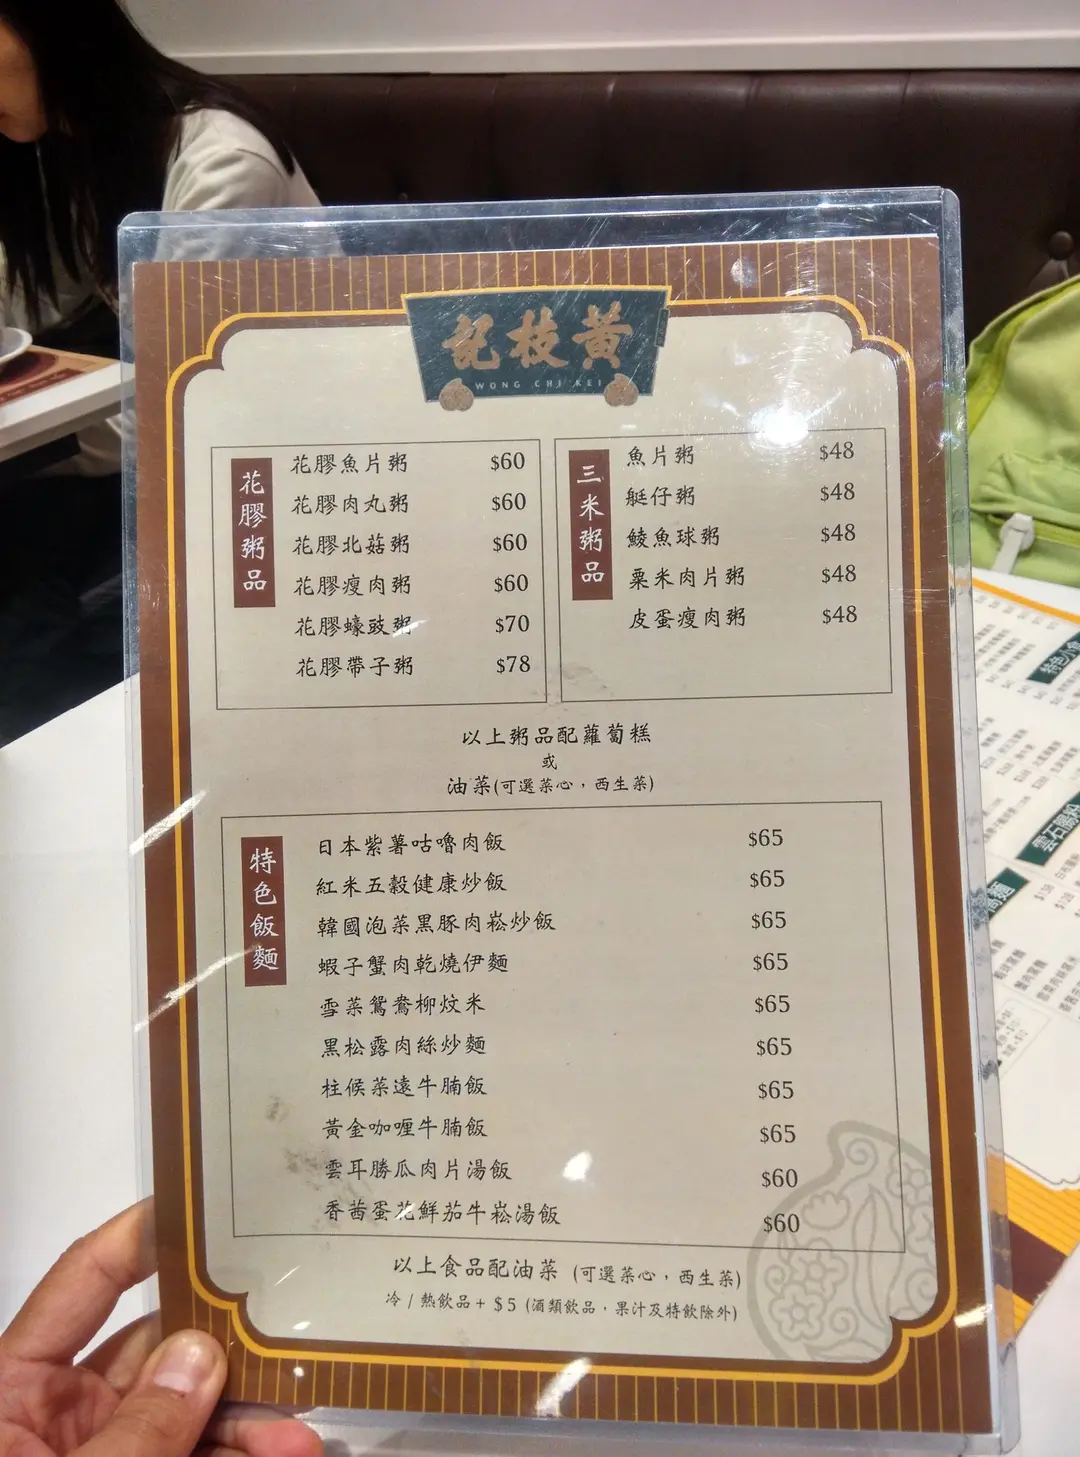 黃枝記
WONG CHI KEI
花膠粥品
花膠魚片粥 $60
花膠肉丸粥 $60
花膠北菇粥 $60
花膠瘦肉粥 $60
花膠蠔豉粥 $70
花膠帶子粥 $78
三米粥品
魚片粥 $48
艇仔粥 $48
鯪魚球粥 $48
粟米肉片粥 $48
皮蛋瘦肉粥 $48
以上粥品配蘿蔔糕
或
油菜(可選菜心，西生菜)
特色飯麵
日本紫薯咕嚕肉飯 $65
紅米五穀健康炒飯 $65
韓國泡菜黑豚肉崧炒飯 $65
蝦子蟹肉乾燒伊麵 $65
雪菜鴛鴦柳炆米 $65
黑松露肉絲炒麵 $65
柱候菜遠牛腩飯 $65
黃金咖喱牛腩飯 $65
雲耳勝瓜肉片湯飯 $60
香茜蛋花鮮茄牛崧湯飯 $60
以上食品配油菜 (可選菜心，西生菜)
冷 / 熱飲品+ $5 (酒類飲品，果汁及特飲除外)
特色小食
雲石腸粉